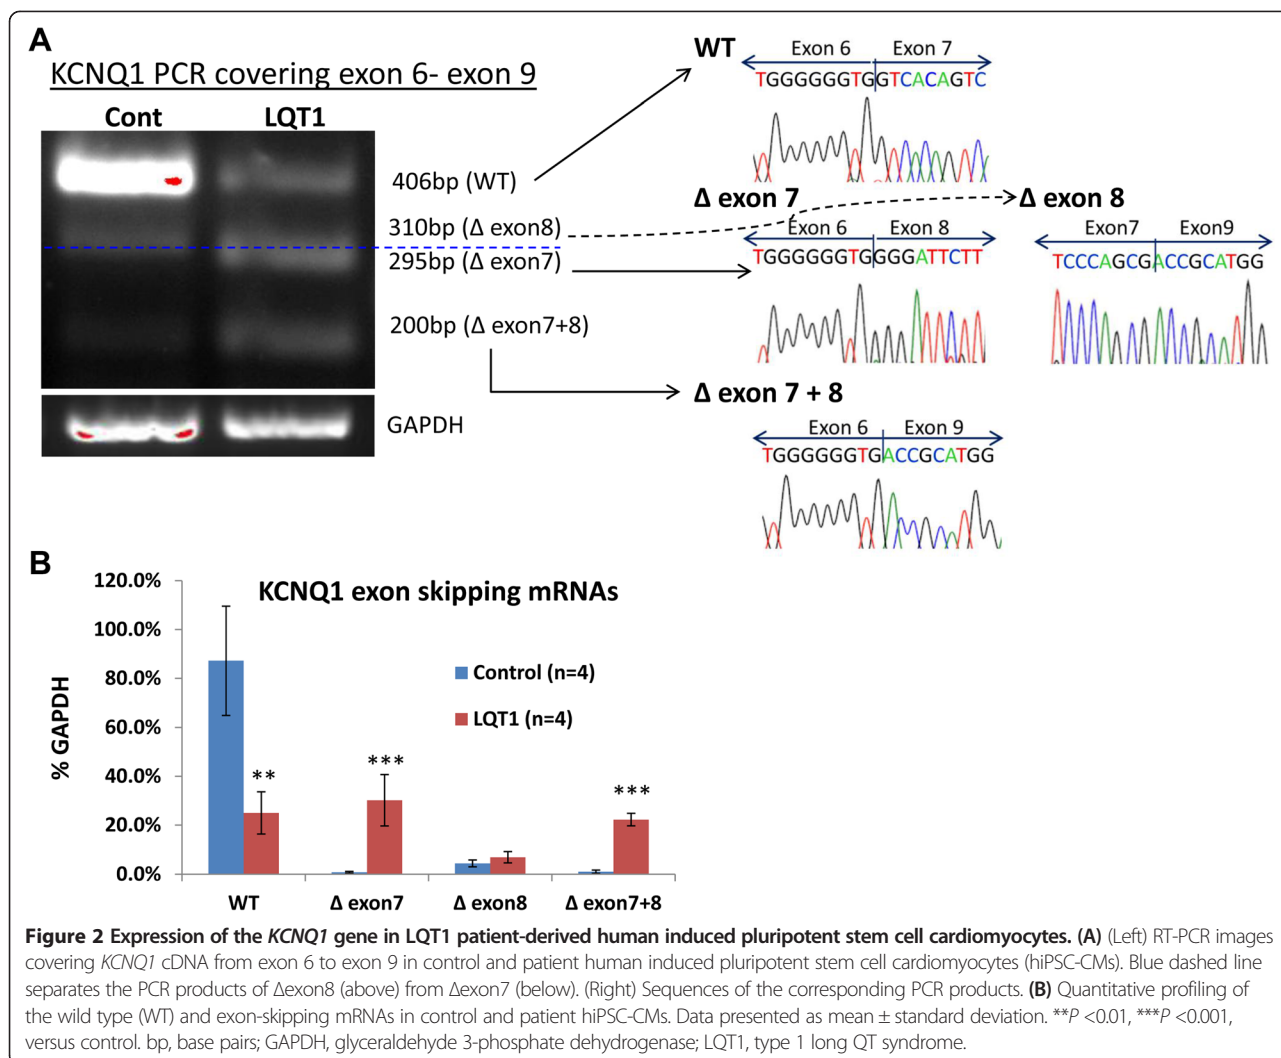 A
KCNQ1 PCR covering exon 6- exon 9
Cont LQT1
406bp (WT)
310bp (Δ exon8)
295bp (Δ exon7)
200bp (Δ exon7+8)
GAPDH
WT
Exon 6 Exon 7
TGGGGGGTGGTCACAGTC
Δ exon 7
Exon 6 Exon 8
TGGGGGGTGGGGATTCTT
Δ exon 8
Exon7 Exon9
TCCCAGCGACCGCATGG
Δ exon 7 + 8
Exon 6 Exon 9
TGGGGGGTGACCGCATGG
B
KCNQ1 exon skipping mRNAs
% GAPDH
120.0%
100.0%
80.0%
60.0%
40.0%
20.0%
0.0%
Control (n=4)
LQT1 (n=4)
**
***
***
WT Δ exon7 Δ exon8 Δ exon7+8
Figure 2 Expression of the KCNQ1 gene in LQT1 patient-derived human induced pluripotent stem cell cardiomyocytes. (A) (Left) RT-PCR images
covering KCNQ1 cDNA from exon 6 to exon 9 in control and patient human induced pluripotent stem cell cardiomyocytes (hiPSC-CMs). Blue dashed line
separates the PCR products of Δexon8 (above) from Δexon7 (below). (Right) Sequences of the corresponding PCR products. (B) Quantitative profiling of
the wild type (WT) and exon-skipping mRNAs in control and patient hiPSC-CMs. Data presented as mean ± standard deviation. **P <0.01, ***P <0.001,
versus control. bp, base pairs; GAPDH, glyceraldehyde 3-phosphate dehydrogenase; LQT1, type 1 long QT syndrome.